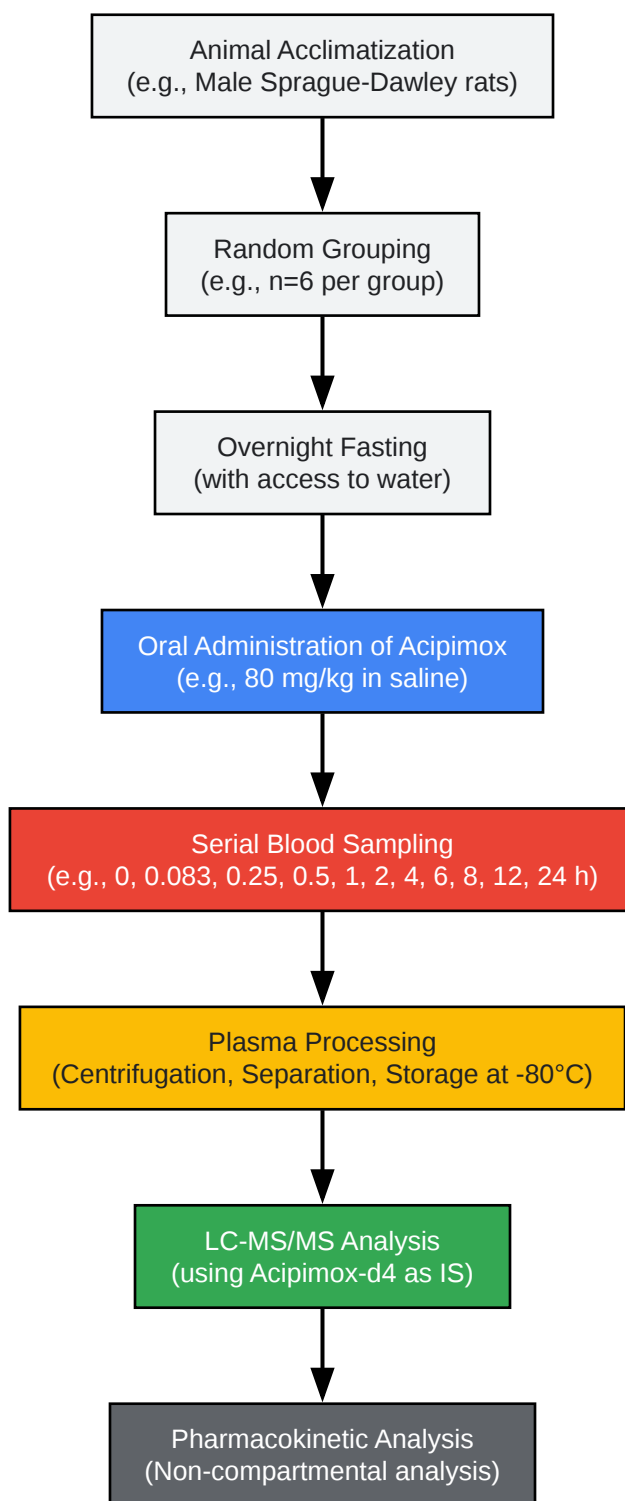 Animal Acclimatization
(e.g., Male Sprague-Dawley rats)
Random Grouping
(e.g., n=6 per group)
Overnight Fasting
(with access to water)
Oral Administration of Acipimox
(e.g., 80 mg/kg in saline)
Serial Blood Sampling
(e.g., 0, 0.083, 0.25, 0.5, 1, 2, 4, 6, 8, 12, 24 h)
Plasma Processing
(Centrifugation, Separation, Storage at -80°C)
LC-MS/MS Analysis
(using Acipimox-d4 as IS)
Pharmacokinetic Analysis
(Non-compartmental analysis)